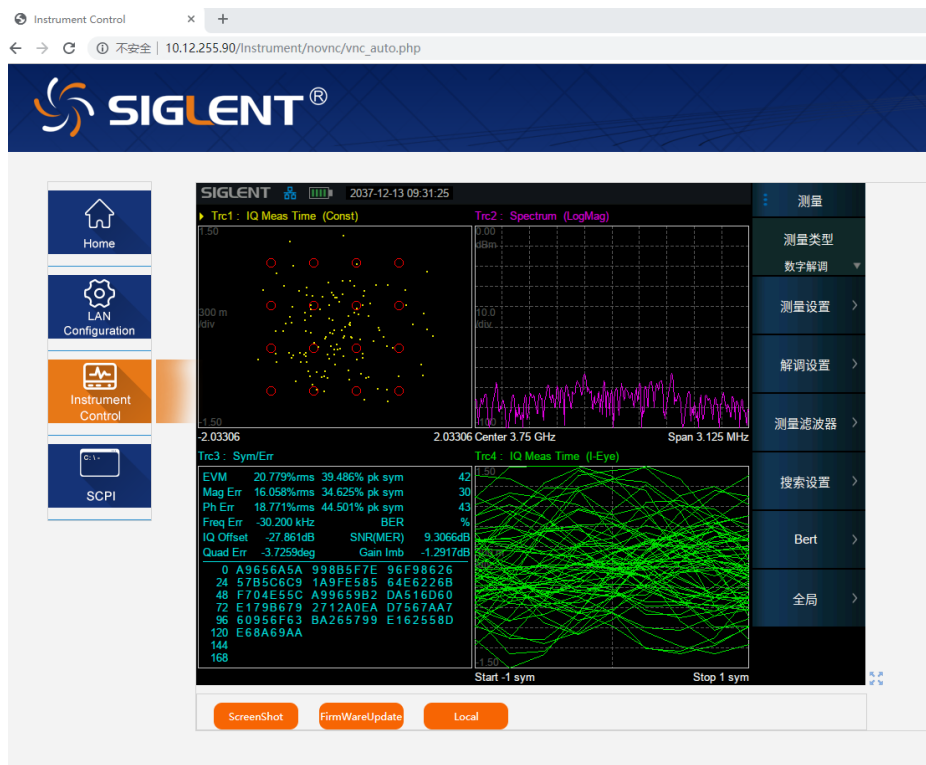 Instrument Control
不安全 | 10.12.255.90/Instrument/novnc/vnc_auto.php
SIGLENT®
Home
LAN
Configuration
Instrument
Control
C:\-
SCPI
SIGLENT 2037-12-13 09:31:25
Trc1 : IQ Meas Time (Const)
1.50
300 m
/div
-1.50
-2.03306 2.03306
Trc2 : Spectrum (LogMag)
0.00
dBm
10.0
/div
-100
Center 3.75 GHz Span 3.125 MHz
Trc3 : Sym/Err
EVM 20.779%rms 39.486% pk sym 42
Mag Err 16.058%rms 34.625% pk sym 30
Ph Err 18.771%rms 44.501% pk sym 43
Freq Err -30.200 kHz BER %
IQ Offset -27.861dB SNR(MER) 9.3066dB
Quad Err -3.7259deg Gain Imb -1.2917dB
0 A9656A5A 998B5F7E 96F98626
24 57B5C6C9 1A9FE585 64E6226B
48 F704E55C A99659B2 DA516D60
72 E179B679 2712A0EA D7567AA7
96 60956F63 BA265799 E162558D
120 E68A69AA
144
168
Trc4 : IQ Meas Time (I-Eye)
1.50
-1.50
Start -1 sym Stop 1 sym
测量
测量类型
数字解调
测量设置
解调设置
测量滤波器
搜索设置
Bert
全局
ScreenShot
FirmWareUpdate
Local